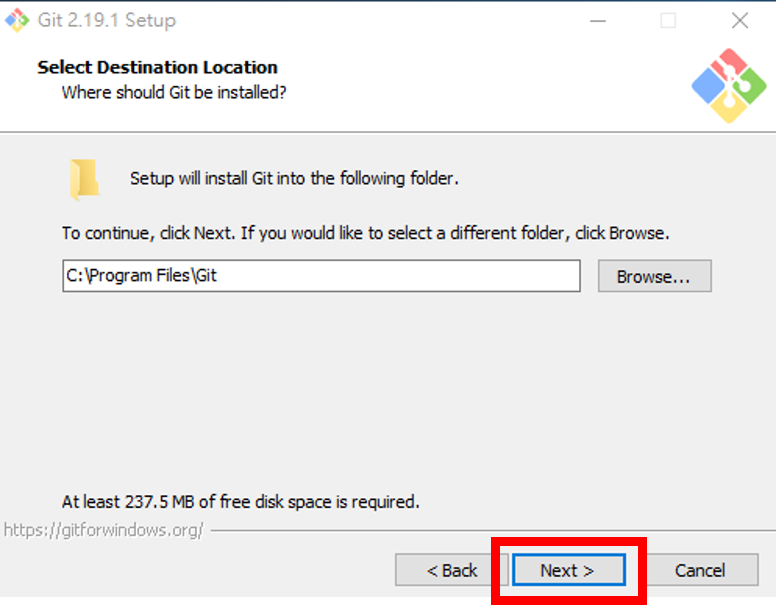 Git 2.19.1 Setup
Select Destination Location
Where should Git be installed?
Setup will install Git into the following folder.
To continue, click Next. If you would like to select a different folder, click Browse.
C:\Program Files\Git
Browse...
At least 237.5 MB of free disk space is required.
https://gitforwindows.org/
< Back
Next >
Cancel